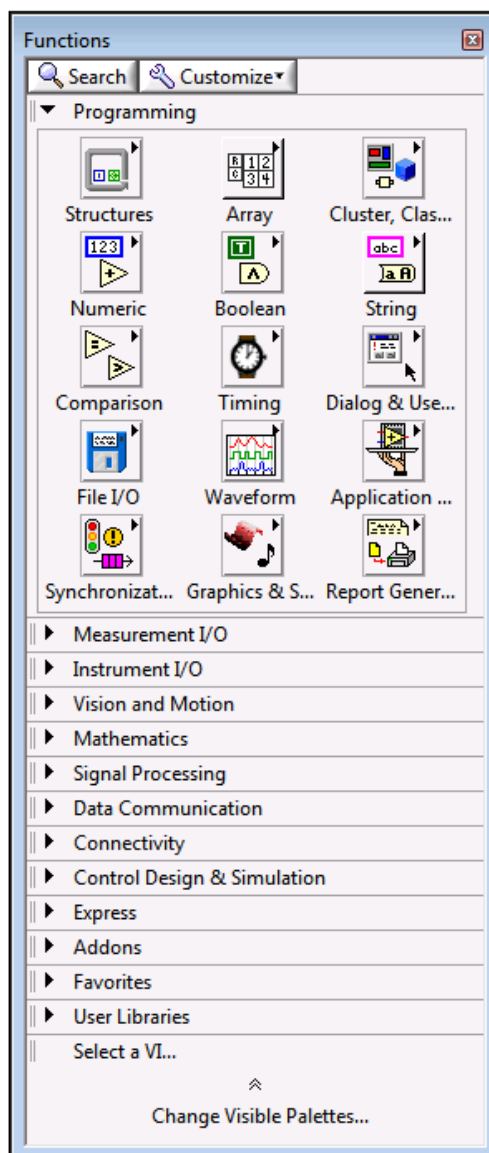 Functions
Search Customize
Programming
Structures Array Cluster, Clas...
123 T abc
Numeric Boolean String
Comparison Timing Dialog & Use...
File I/O Waveform Application ...
Synchronizat... Graphics & S... Report Gener...
Measurement I/O
Instrument I/O
Vision and Motion
Mathematics
Signal Processing
Data Communication
Connectivity
Control Design & Simulation
Express
Addons
Favorites
User Libraries
Select a VI...
Change Visible Palettes...